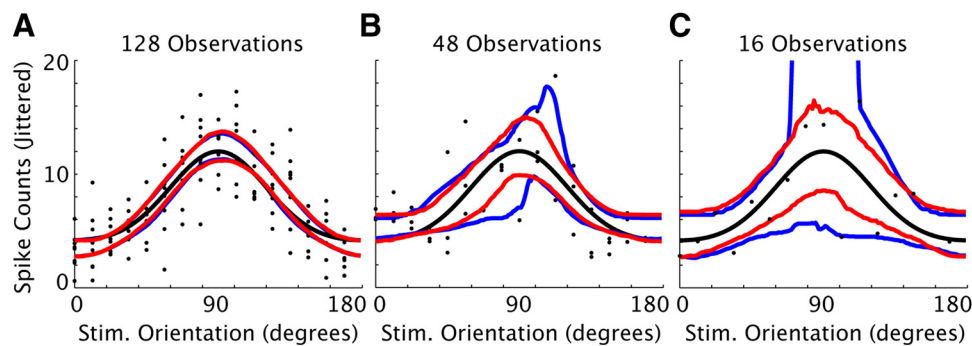 A
128 Observations
B
48 Observations
C
16 Observations
Spike Counts (Jittered)
20
10
0
0
90
180
0
90
180
0
90
180
Stim. Orientation (degrees)
Stim. Orientation (degrees)
Stim. Orientation (degrees)